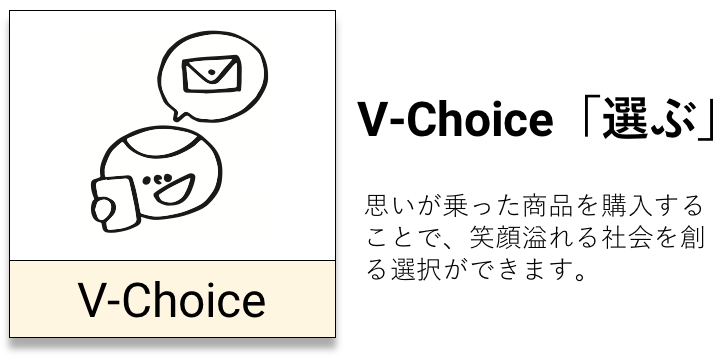 V-Choice「選ぶ」
思いが乗った商品を購入する
ことで、笑顔溢れる社会を創
る選択ができます。
V-Choice